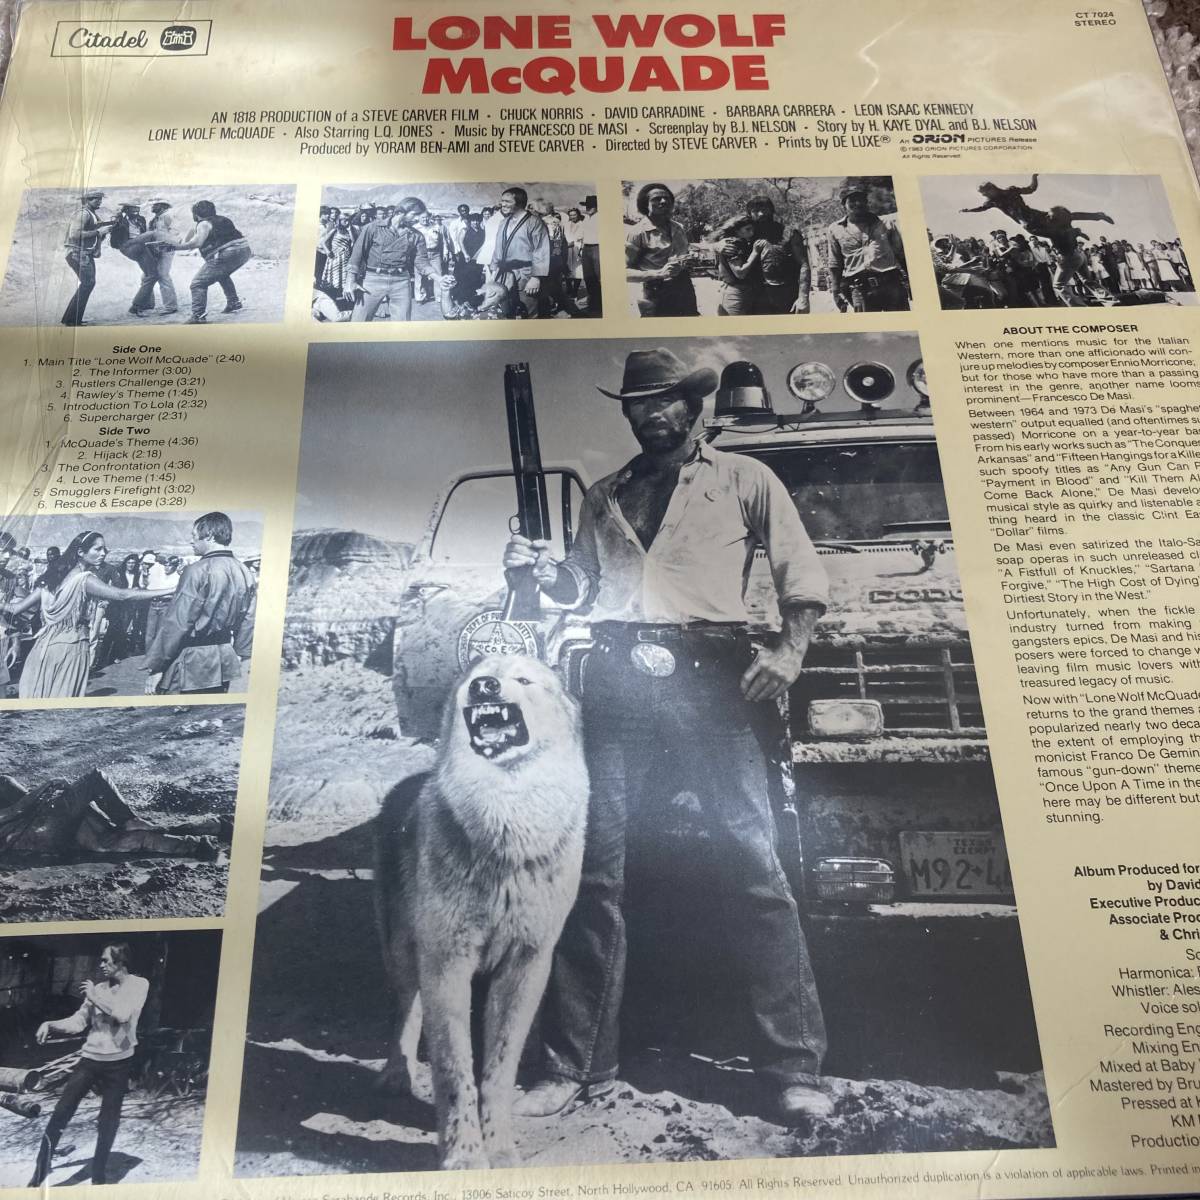 Citadel
LONE WOLF
McQUADE
CT 7024
STEREO
AN 1818 PRODUCTION of a STEVE CARVER FILM • CHUCK NORRIS • DAVID CARRADINE • BARBARA CARRERA • LEON ISAAC KENNEDY
LONE WOLF McQUADE • Also Starring L.Q. JONES • Music by FRANCESCO DE MASI • Screenplay by B.J. NELSON • Story by H. KAYE DYAL and B.J. NELSON
Produced by YORAM BEN-AMI and STEVE CARVER • Directed by STEVE CARVER • Prints by DE LUXE®
An ORION PICTURES Release
© 1983 ORION PICTURES CORPORATION
All Rights Reserved
Side One
1. Main Title "Lone Wolf McQuade" (2:40)
2. The Informer (3:00)
3. Rustlers Challenge (3:21)
4. Rawley's Theme (1:45)
5. Introduction To Lola (2:32)
6. Supercharger (2:31)
Side Two
1. McQuade's Theme (4:36)
2. Hijack (2:18)
3. The Confrontation (4:36)
4. Love Theme (1:45)
5. Smugglers Firefight (3:02)
6. Rescue & Escape (3:28)
ABOUT THE COMPOSER
When one mentions music for the Italian
Western, more than one afficionado will con-
jure up melodies by composer Ennio Morricone;
but for those who have more than a passing
interest in the genre, another name looms
prominent—Francesco De Masi.
Between 1964 and 1973 De Masi's "spaghe
western" output equalled (and oftentimes su
passed) Morricone on a year-to-year ba
From his early works such as "The Conque
Arkansas" and "Fifteen Hangings for a Kille
such spoofy titles as "Any Gun Can P
"Payment in Blood" and "Kill Them Al
Come Back Alone," De Masi develo
musical style as quirky and listenable a
thing heard in the classic Clint Ea
"Dollar" films.
De Masi even satirized the Italo-Sa
soap operas in such unreleased o
"A Fistfull of Knuckles," "Sartana
Forgive," "The High Cost of Dying
Dirtiest Story in the West."
Unfortunately, when the fickle
industry turned from making
gangsters epics, De Masi and his
posers were forced to change w
leaving film music lovers with
treasured legacy of music.
Now with "Lone Wolf McQuade
returns to the grand themes a
popularized nearly two deca
the extent of employing th
monicist Franco De Gemin
famous "gun-down" theme
"Once Upon A Time in the
here may be different but
stunning.
Album Produced for
by David
Executive Produc
Associate Proc
& Chri
So
Harmonica:
Whistler: Ales
Voice sol
Recording Eng
Mixing En
Mixed at Baby
Mastered by Bru
Pressed at K
KM
Productio
DEPT. OF PUBLIC SAFETY
Co. E
DODG
TEXAS
EXEMPT
M92•4
Sarabande Records, Inc., 13006 Saticoy Street, North Hollywood, CA 91605. All Rights Reserved. Unauthorized duplication is a violation of applicable laws. Printed in